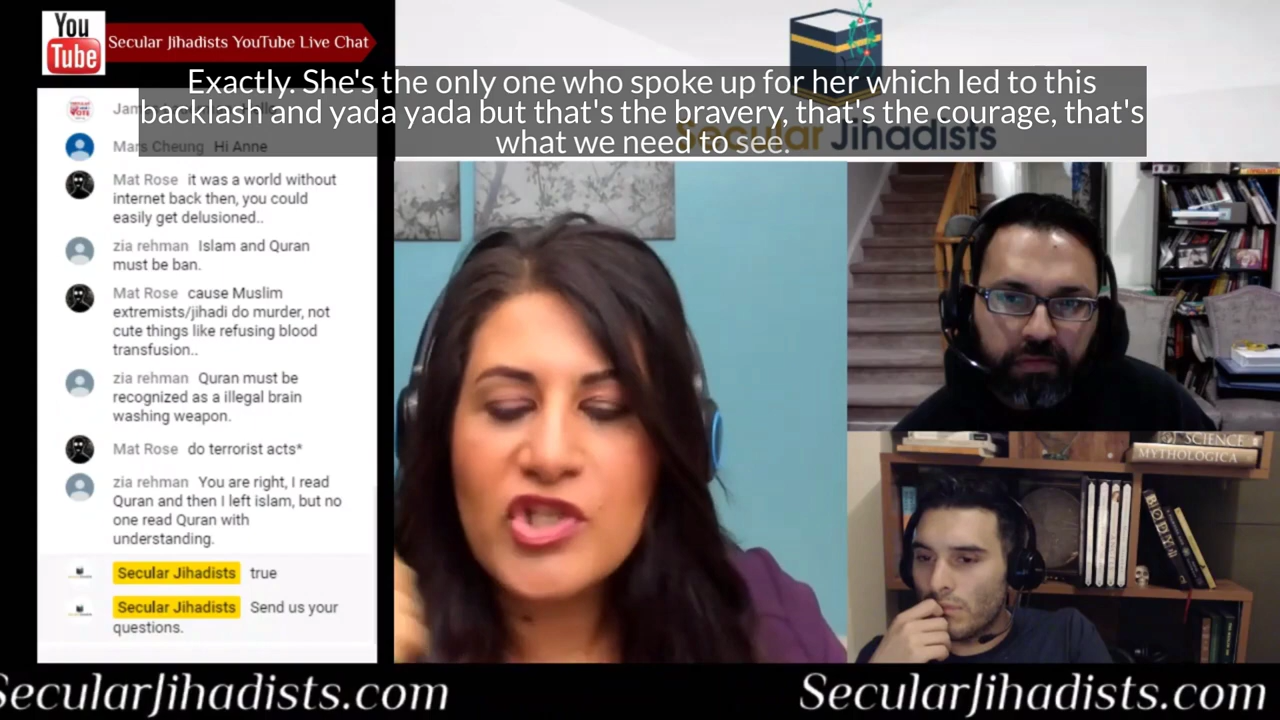 You
Tube
Secular Jihadists YouTube Live Chat
Exactly. She's the only one who spoke up for her which led to this
backlash and yada yada but that's the bravery, that's the courage, that's
what we need to see.
Secular Jihadists
Mars Cheung Hi Anne
Mat Rose it was a world without
internet back then, you could
easily get delusioned..
zia rehman Islam and Quran
must be ban.
Mat Rose cause Muslim
extremists/jihadi do murder, not
cute things like refusing blood
transfusion..
zia rehman Quran must be
recognized as a illegal brain
washing weapon.
Mat Rose do terrorist acts*
zia rehman You are right, I read
Quran and then I left islam, but no
one read Quran with
understanding.
Secular Jihadists true
Secular Jihadists Send us your
questions.
SCIENCE
MYTHOLOGICA
BODY
SecularJihadists.com
SecularJihadists.com